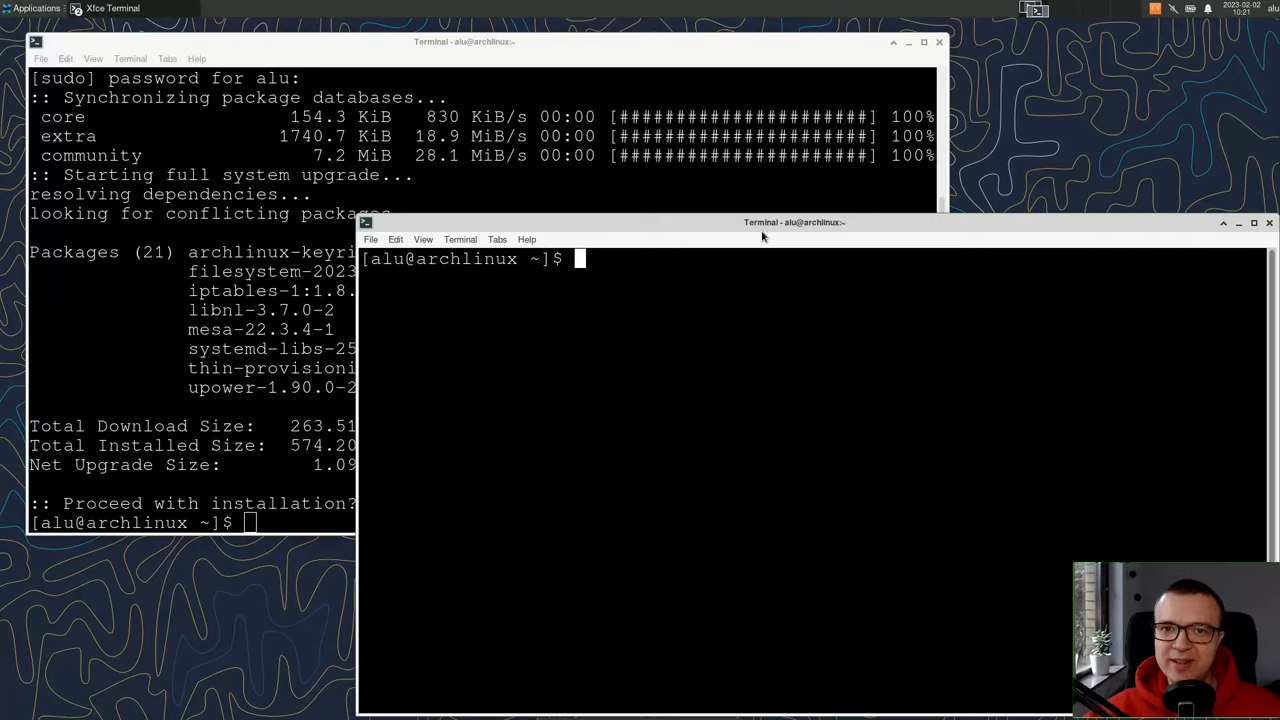 Applications
Xfce Terminal
2023-02-02
10:21
alu
Terminal - alu@archlinux:~
File Edit View Terminal Tabs Help
[sudo] password for alu:
:: Synchronizing package databases...
core 154.3 KiB 830 KiB/s 00:00 [#####################] 100%
extra 1740.7 KiB 18.9 MiB/s 00:00 [#####################] 100%
community 7.2 MiB 28.1 MiB/s 00:00 [#####################] 100%
:: Starting full system upgrade...
resolving dependencies...
looking for conflicting packages
Packages (21) archlinux-keyri
filesystem-2023
iptables-1:1.8.
libnl-3.7.0-2
mesa-22.3.4-1
systemd-libs-25
thin-provisioni
upower-1.90.0-2
Total Download Size: 263.51
Total Installed Size: 574.20
Net Upgrade Size: 1.09
:: Proceed with installation?
[alu@archlinux ~]$
Terminal - alu@archlinux:~
File Edit View Terminal Tabs Help
[alu@archlinux ~]$